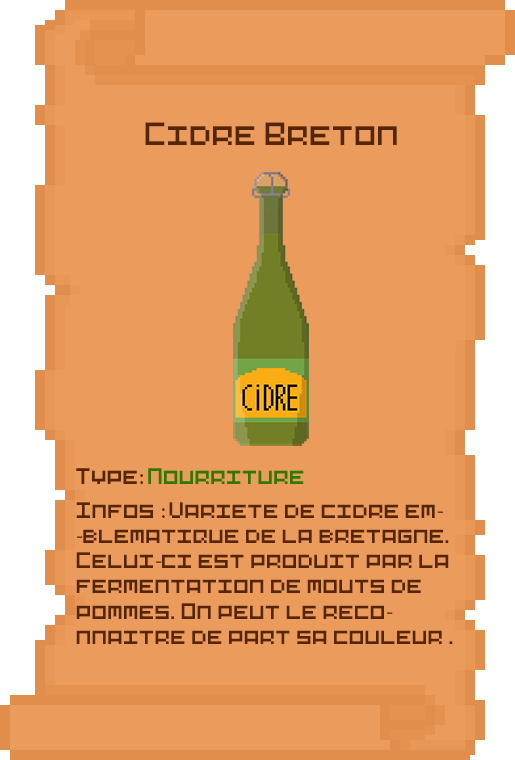 Cidre Breton
CiDRE
Type: Nourriture
Infos : Variete de cidre em-
-blematique de la bretagne.
Celui-ci est produit par la
fermentation de mouts de
pommes. On peut le reco-
nnaitre de part sa couleur .